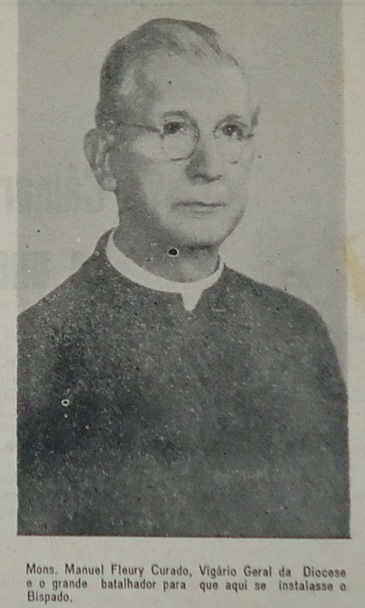 Mons. Manuel Fleury Curado, Vigário Geral da Diocese
e o grande batalhador para que aqui se instalasse o
Bispado.